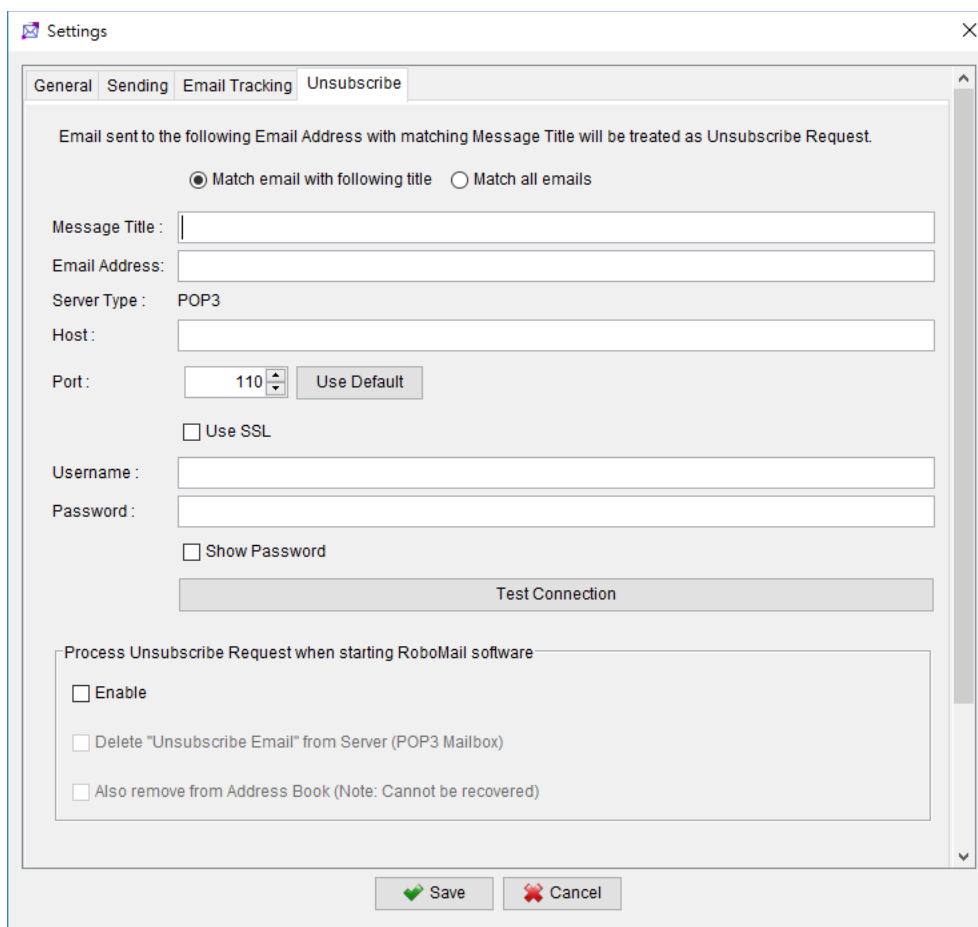 Settings
General Sending Email Tracking Unsubscribe
Email sent to the following Email Address with matching Message Title will be treated as Unsubscribe Request.
Match email with following title Match all emails
Message Title :
Email Address:
Server Type : POP3
Host :
Port : 110 Use Default
Use SSL
Username :
Password :
Show Password
Test Connection
Process Unsubscribe Request when starting RoboMail software
Enable
Delete "Unsubscribe Email" from Server (POP3 Mailbox)
Also remove from Address Book (Note: Cannot be recovered)
Save Cancel